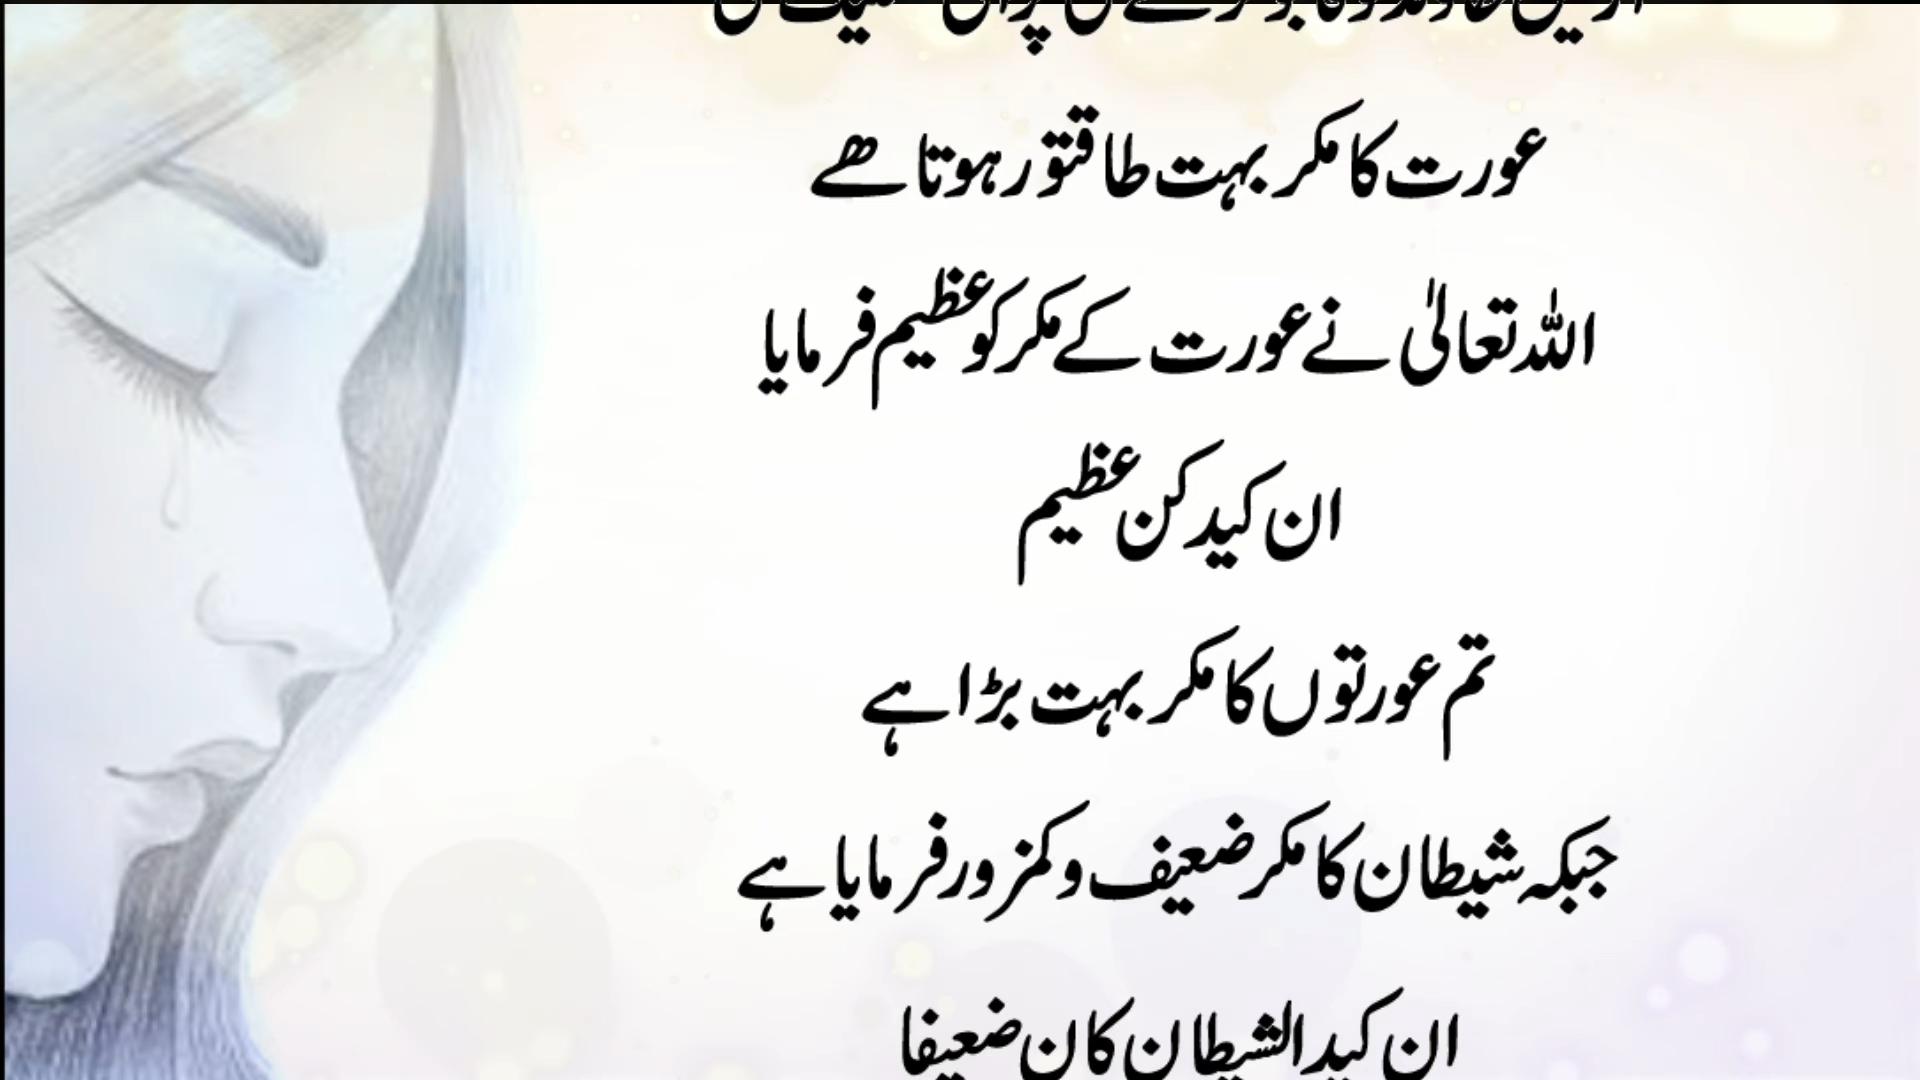 عورت کا مکر بہت طاقتور ہوتا ھے
اللہ تعالیٰ نے عورت کے مکر کو عظیم فرمایا
ان کید کن عظیم
تم عورتوں کا مکر بہت بڑا ہے
جبکہ شیطان کا مکر ضعیف و کمزور فرمایا ہے
ان کید الشیطان کان ضعیفا